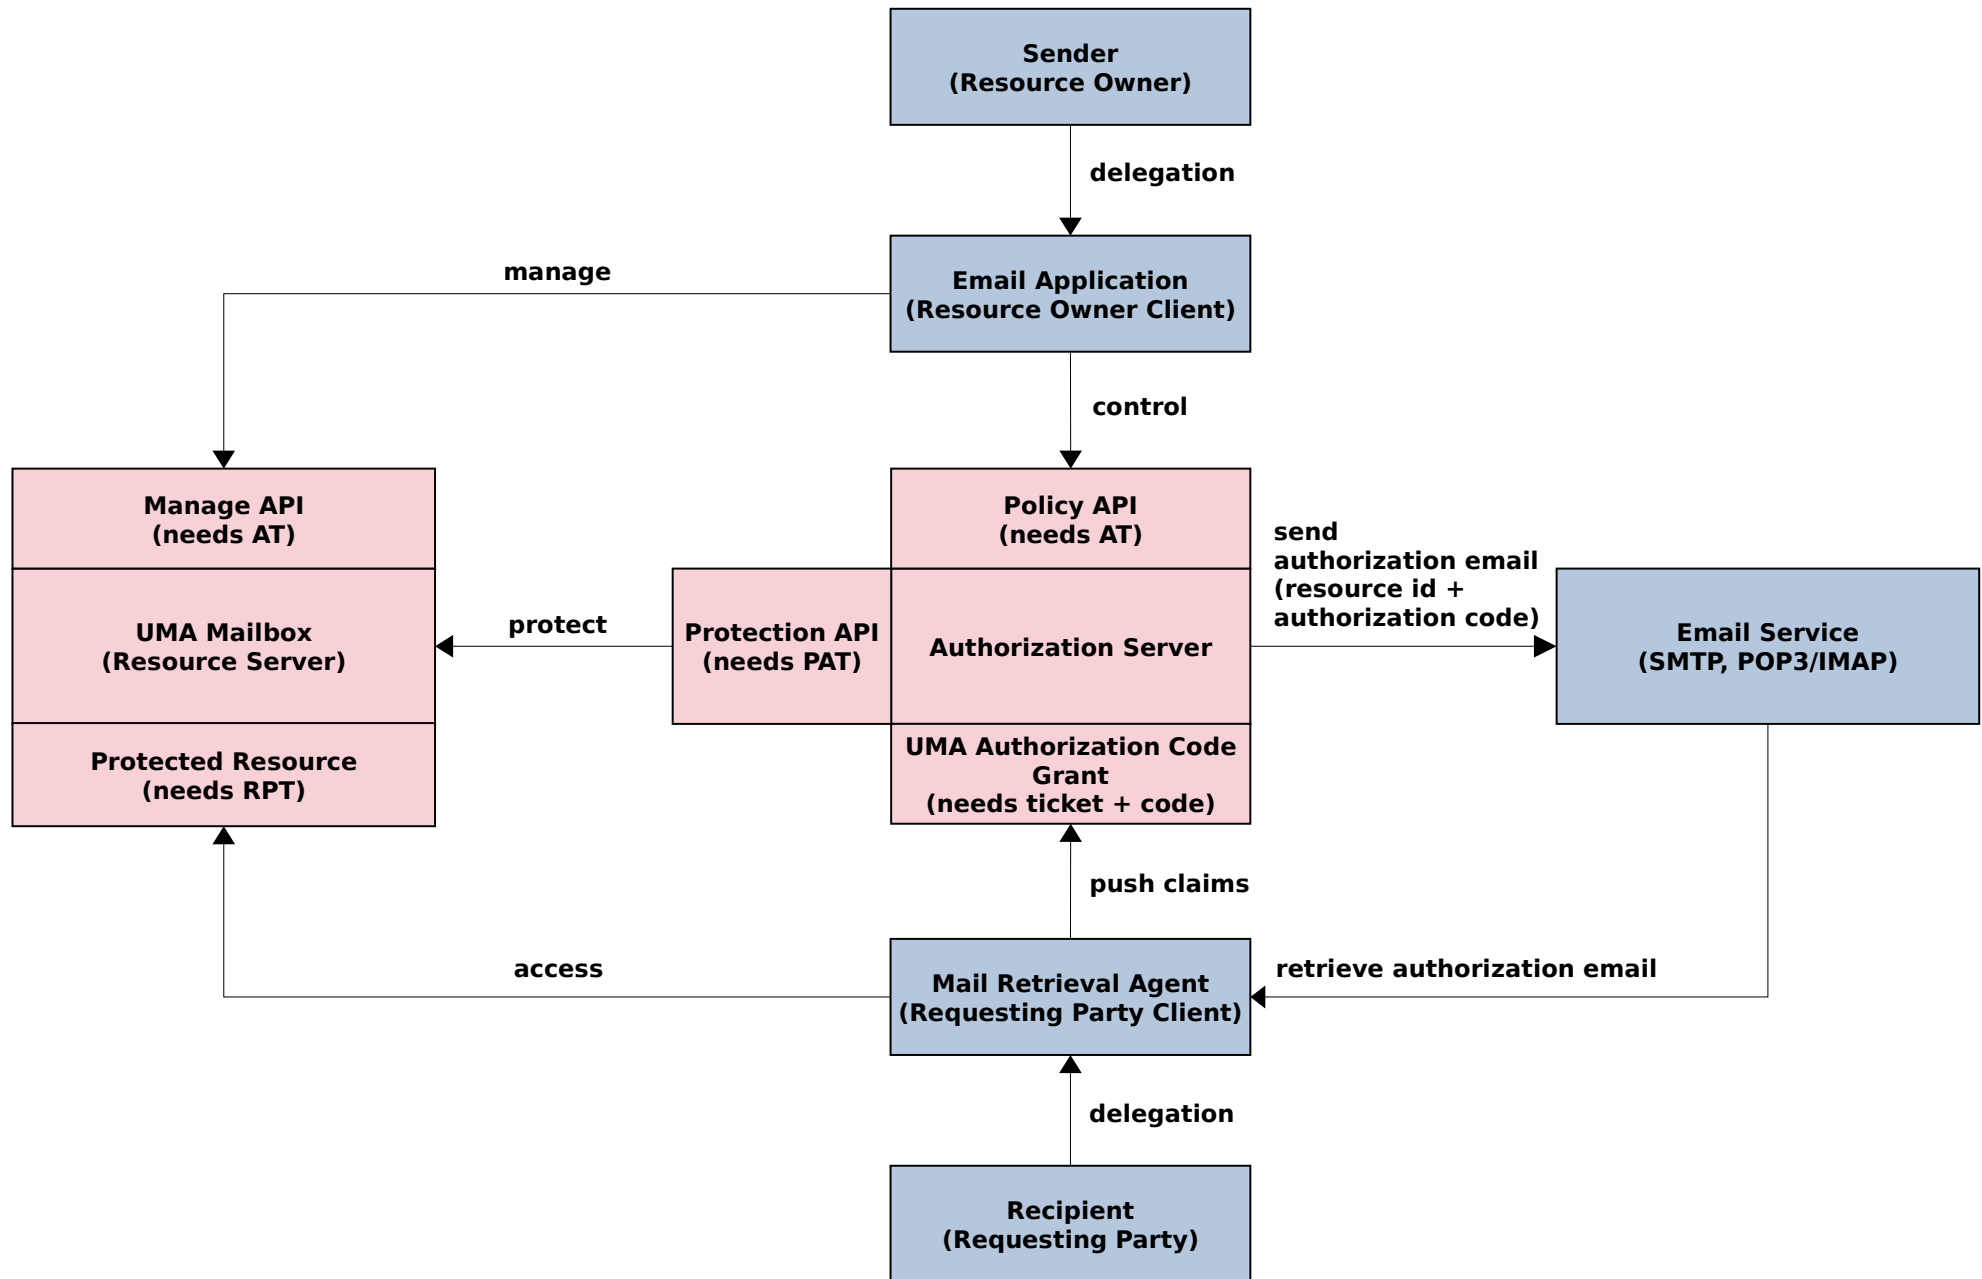 Sender
(Resource Owner)
delegation
manage
Email Application
(Resource Owner Client)
control
Manage API
(needs AT)
Policy API
(needs AT)
send
authorization email
(resource id +
authorization code)
UMA Mailbox
(Resource Server)
protect
Protection API
(needs PAT)
Authorization Server
Email Service
(SMTP, POP3/IMAP)
Protected Resource
(needs RPT)
UMA Authorization Code
Grant
(needs ticket + code)
push claims
access
Mail Retrieval Agent
(Requesting Party Client)
retrieve authorization email
delegation
Recipient
(Requesting Party)